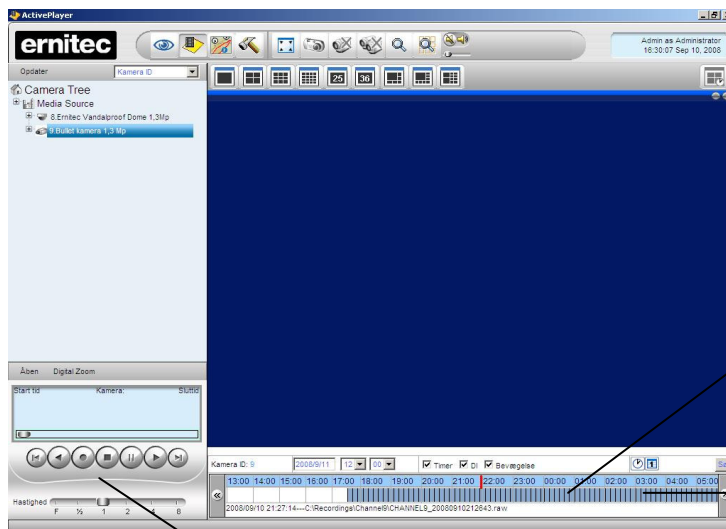 ActivePlayer
ernitec
Admin as Administrator
16:30:07 Sep 10, 2008
Opdater Kamera ID
25 36
Camera Tree
Media Source
8.Ernitec Vandalproof Dome 1,3Mp
9.Bullet kamera 1,3 Mp
Åben Digital Zoom
Start tid Kamera: Sluttid
Kamera ID: 9 2008/9/11 12 00 Timer DI Bevægelse
13:00 14:00 15:00 16:00 17:00 18:00 19:00 20:00 21:00 22:00 23:00 00:00 01:00 02:00 03:00 04:00 05:00
2008/09/10 21:27:14---C:\Recordings\Channel9\CHANNEL9_20080910212643.raw
Hastighed
F ½ 1 2 4 8